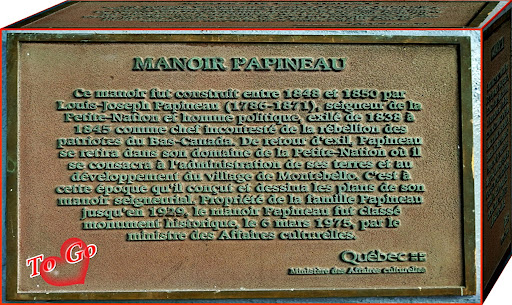 MANOIR PAPINEAU
Ce manoir fut construit entre 1848 et 1850 par
Louis-Joseph Papineau (1786-1871), seigneur de la
Petite-Nation et homme politique, exilé de 1838 à
1845 comme chef incontesté de la rébellion des
patriotes du Bas-Canada. De retour d'exil, Papineau
se retira dans son domaine de la Petite-Nation où il
se consacra à l'administration de ses terres et au
développement du village de Montebello. C'est à
cette époque qu'il conçut et dessina les plans de son
manoir seigneurial. Propriété de la famille Papineau
jusqu'en 1929, le manoir Papineau fut classé
monument historique, le 6 mars 1975, par le
ministre des Affaires culturelles.
Québec
Ministère des Affaires culturelles
To Go